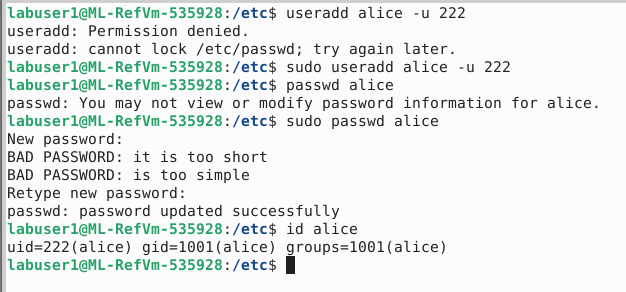 labuser1@ML-RefVm-535928:/etc$ useradd alice -u 222
useradd: Permission denied.
useradd: cannot lock /etc/passwd; try again later.
labuser1@ML-RefVm-535928:/etc$ sudo useradd alice -u 222
labuser1@ML-RefVm-535928:/etc$ passwd alice
passwd: You may not view or modify password information for alice.
labuser1@ML-RefVm-535928:/etc$ sudo passwd alice
New password:
BAD PASSWORD: it is too short
BAD PASSWORD: is too simple
Retype new password:
passwd: password updated successfully
labuser1@ML-RefVm-535928:/etc$ id alice
uid=222(alice) gid=1001(alice) groups=1001(alice)
labuser1@ML-RefVm-535928:/etc$